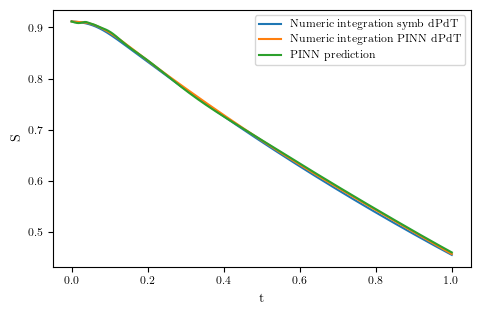 Numeric integration symb dPdT
Numeric integration PINN dPdT
PINN prediction
0.9
0.8
0.7
0.6
0.5
S
0.0 0.2 0.4 0.6 0.8 1.0
t